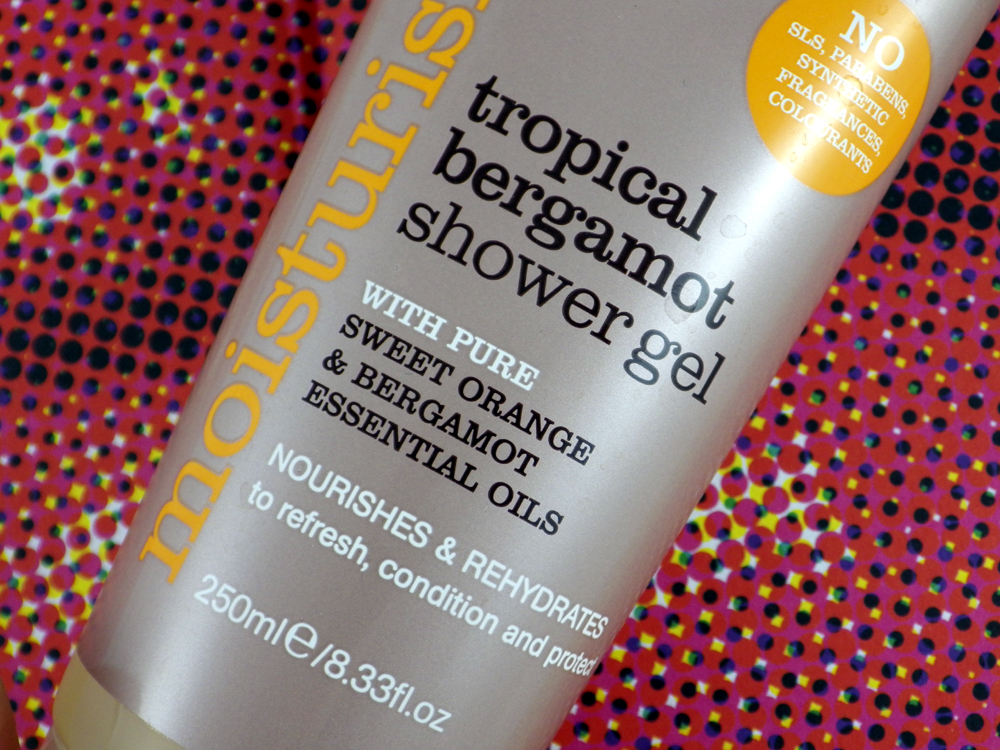 moisturis
NO
SLS, PARABENS,
SYNTHETIC
FRAGRANCES,
COLOURANTS
tropical
bergamot
shower gel
WITH PURE
SWEET ORANGE
& BERGAMOT
ESSENTIAL OILS
NOURISHES & REHYDRATES
to refresh, condition and protect
250ml℮/8.33fl.oz